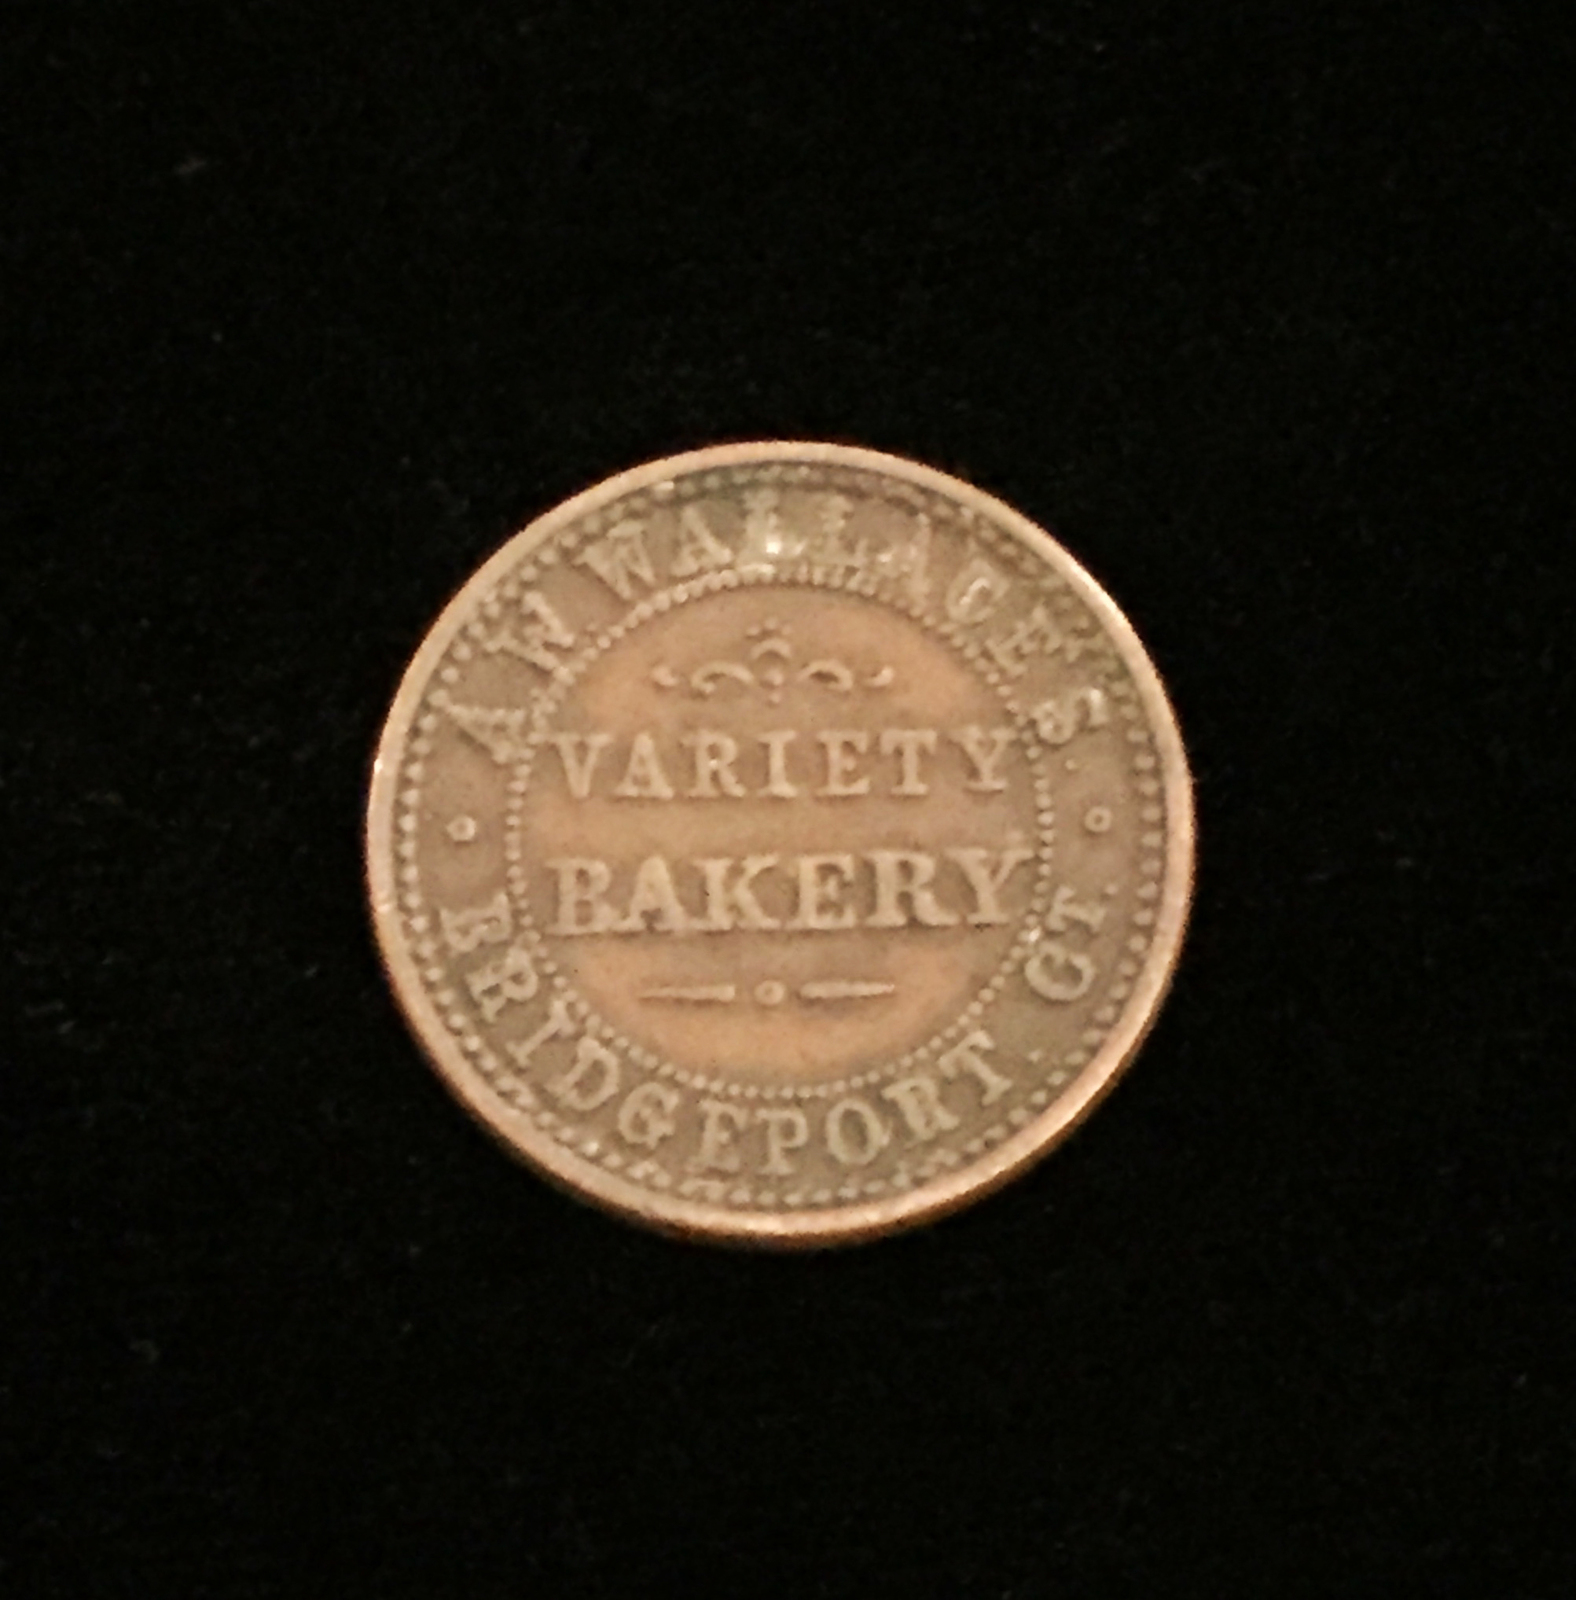 A W WALLACE'S
VARIETY
BAKERY
BRIDGEPORT CT.